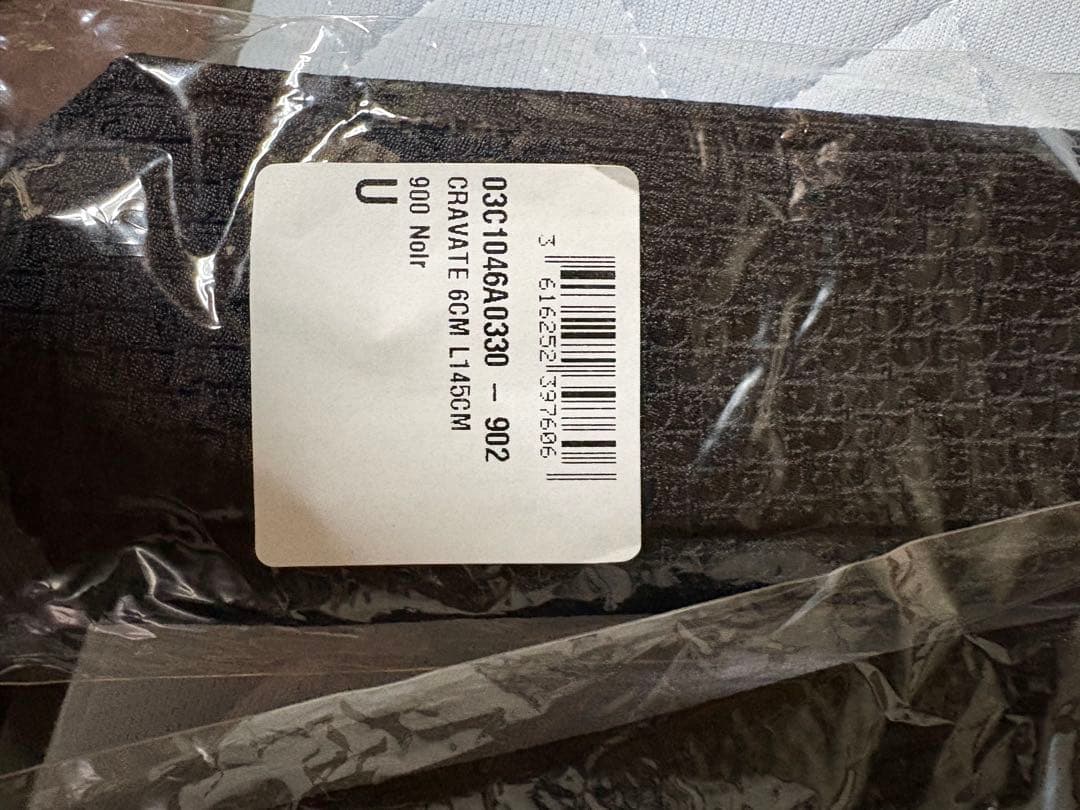 3 616252 397606
03C1046A0330 – 902
CRAVATE 6CM L145CM
900 Noir
U